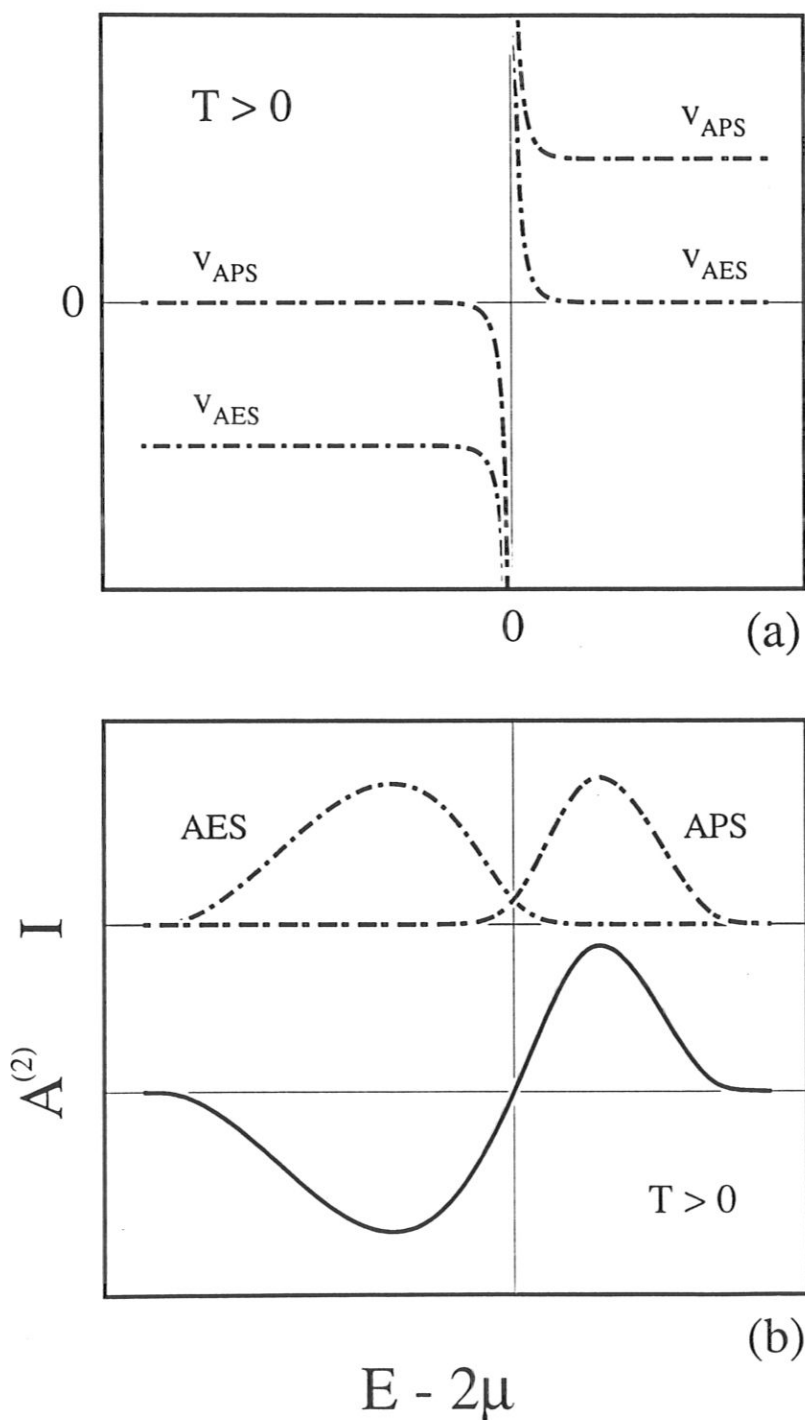 T > 0
v_APS
v_APS
v_AES
0
v_AES
0
(a)
AES
APS
I
A^(2)
T > 0
(b)
E - 2μ